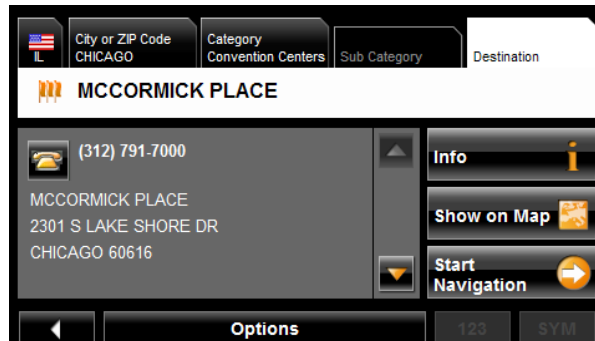 IL
City or ZIP Code
CHICAGO
Category
Convention Centers
Sub Category
Destination
MCCORMICK PLACE
(312) 791-7000
MCCORMICK PLACE
2301 S LAKE SHORE DR
CHICAGO 60616
Info
i
Show on Map
Start
Navigation
Options
123
SYM